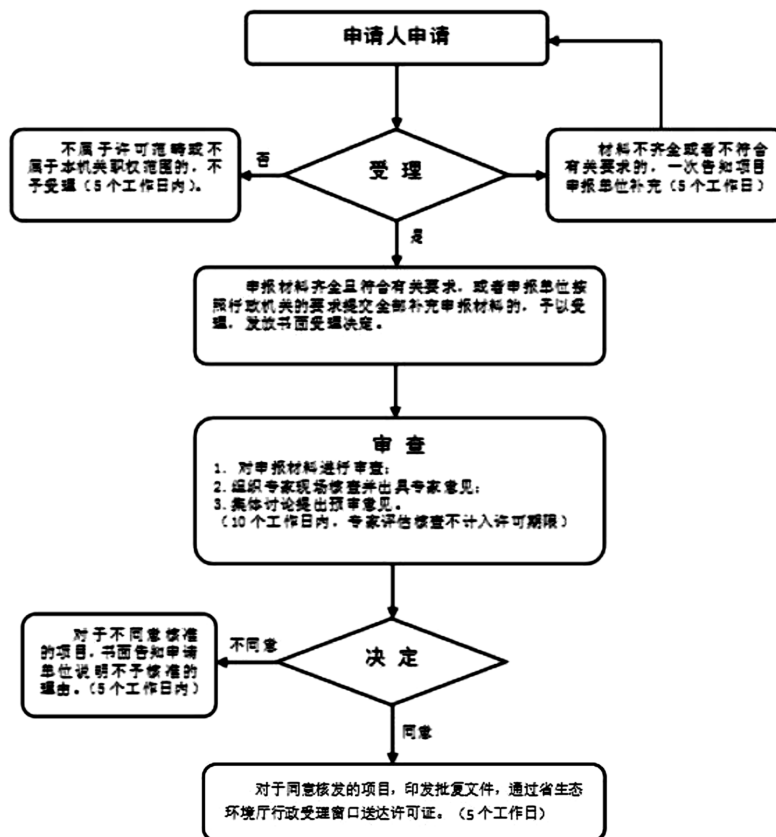 申请人申请
不属于许可范畴或不
属于本机关职权范围的，不
予受理（5个工作日内）。
否
受 理
材料不齐全或者不符合
有关要求的，一次告知项目
申报单位补充（5个工作日）
是
申报材料齐全且符合有关要求，或者申报单位按
照行政机关的要求提交全部补充申报材料的，予以受
理，发放书面受理决定。
审 查
1. 对申报材料进行审查；
2. 组织专家现场核查并出具专家意见；
3. 集体讨论提出预审意见。
（10个工作日内，专家评估核查不计入许可期限）
对于不同意核准
的项目，书面告知申请
单位说明不予核准的
理由。（5个工作日内）
不同意
决 定
同意
对于同意核发的项目，印发批复文件，通过省生态
环境厅行政受理窗口送达许可证。（5个工作日）